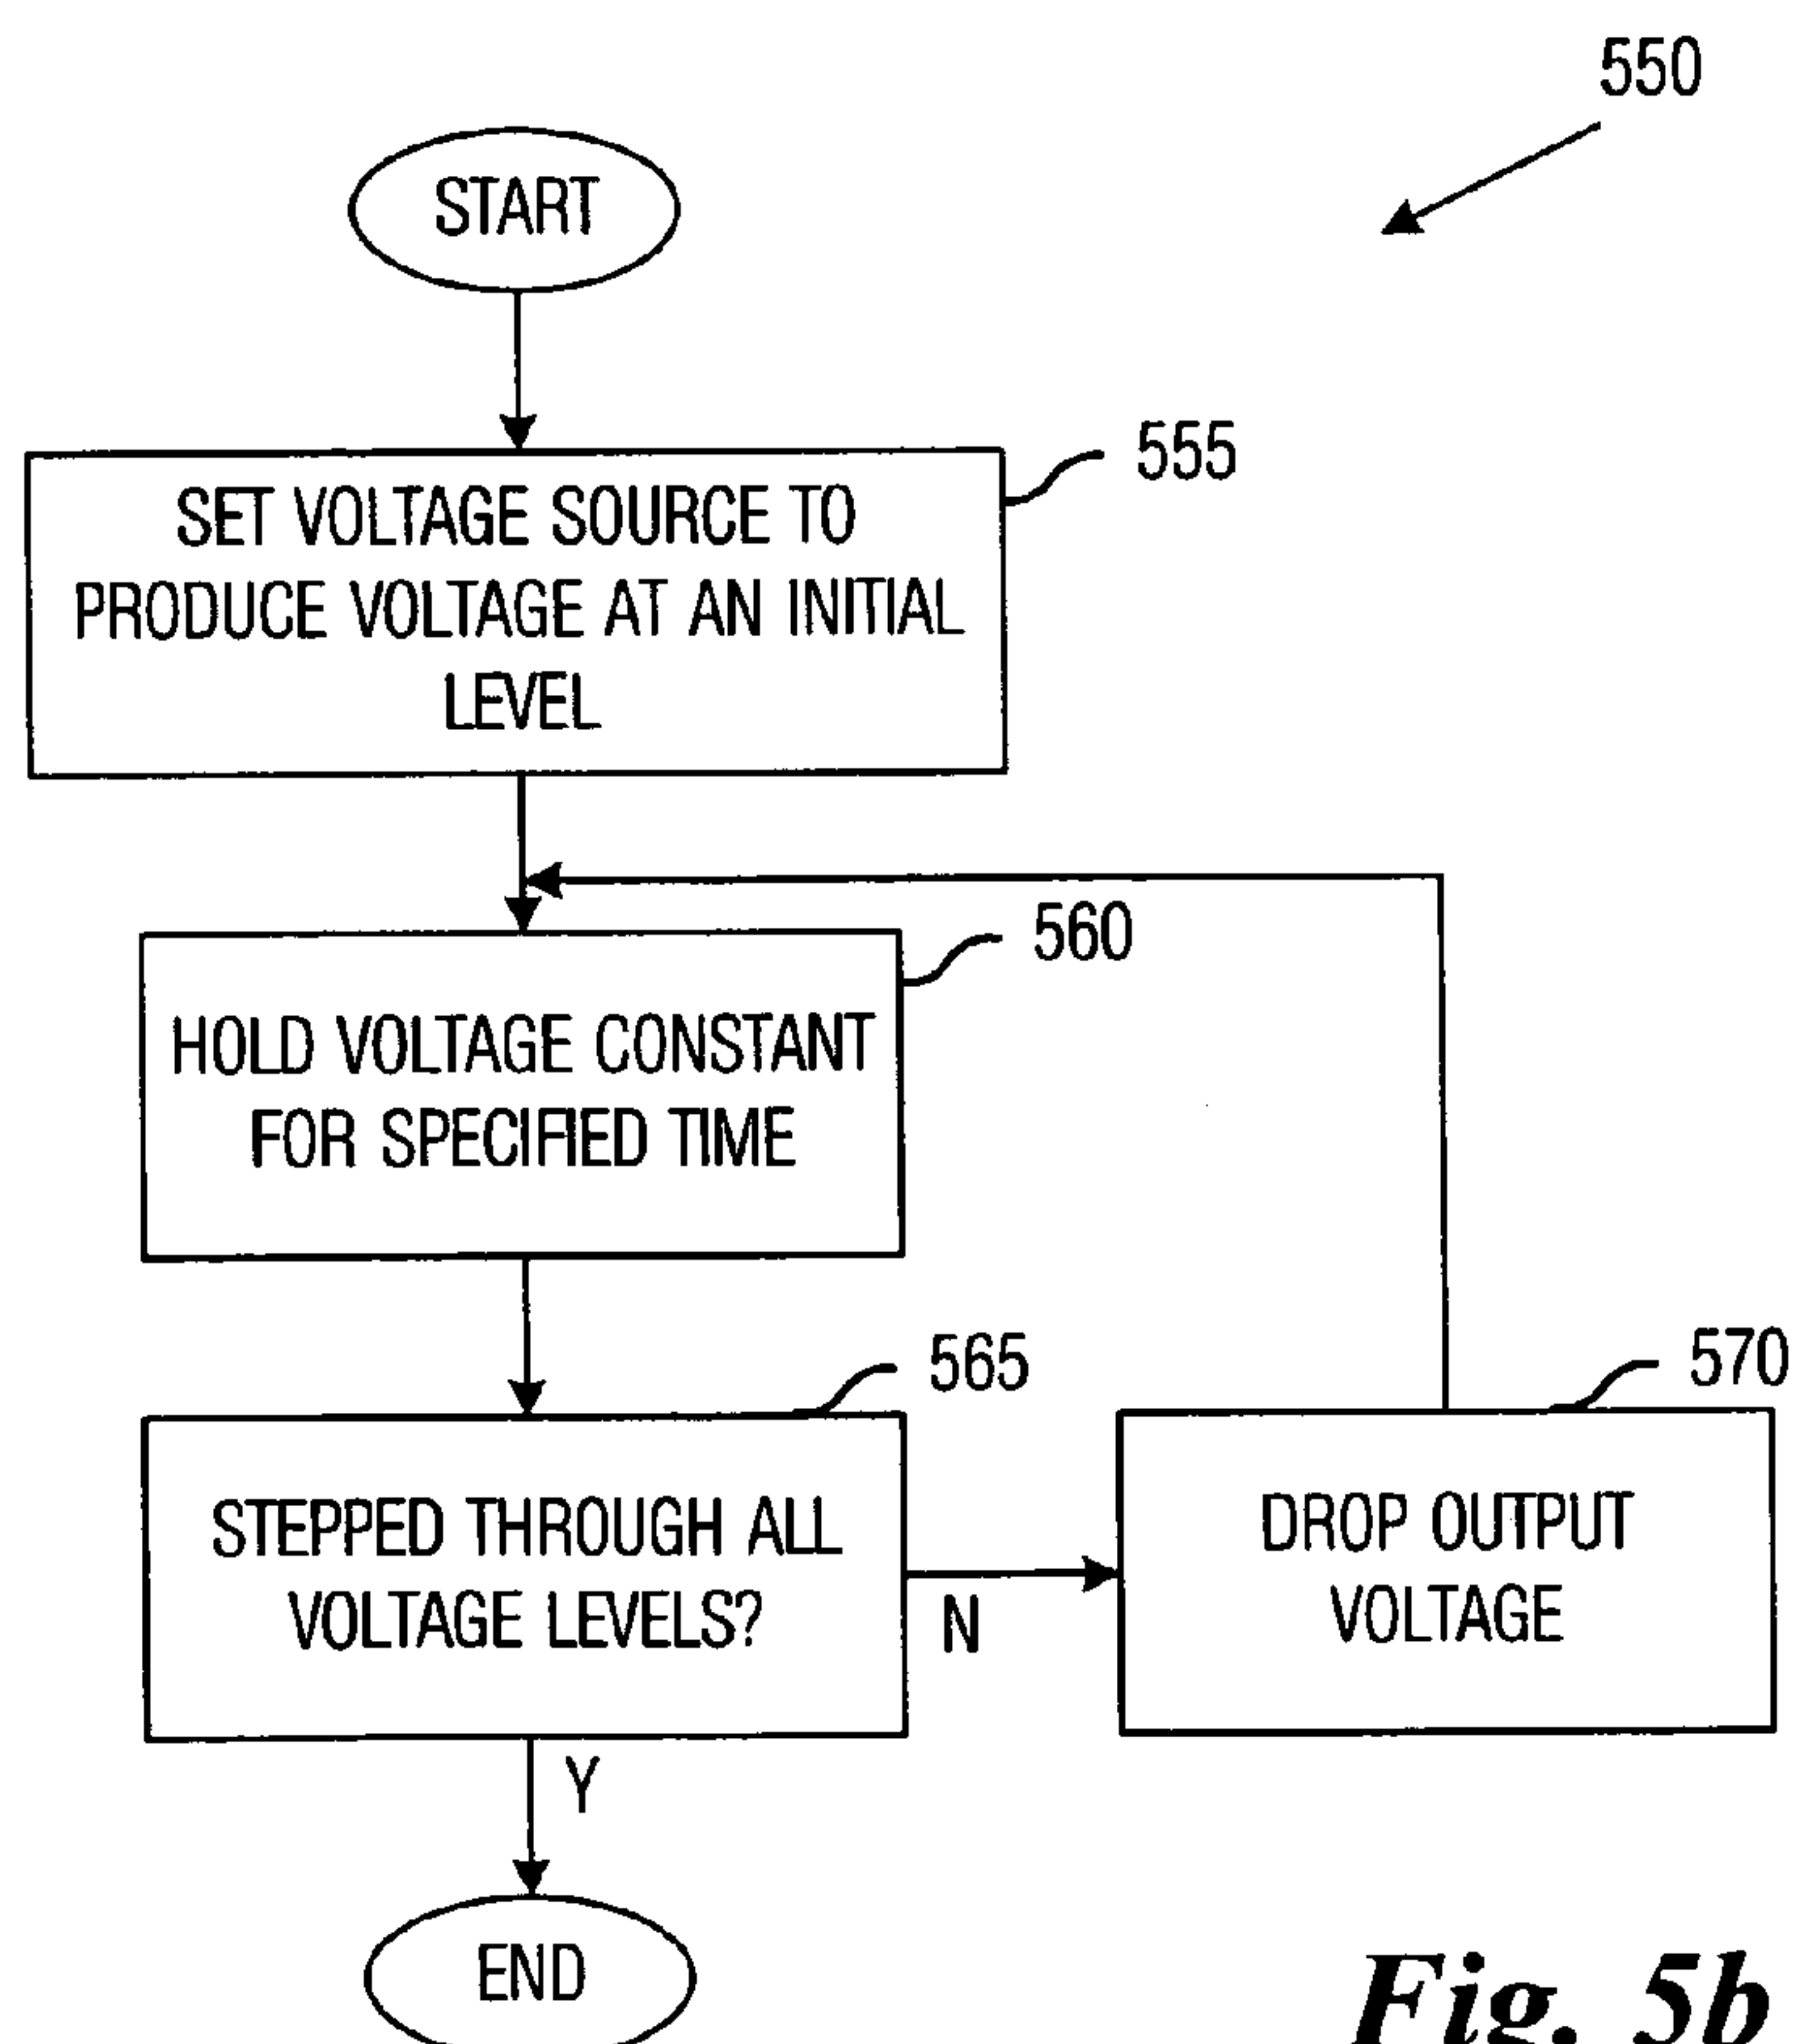 550
START
555
SET VOLTAGE SOURCE TO
PRODUCE VOLTAGE AT AN INITIAL
LEVEL
560
HOLD VOLTAGE CONSTANT
FOR SPECIFIED TIME
565
STEPPED THROUGH ALL
VOLTAGE LEVELS?
N
570
DROP OUTPUT
VOLTAGE
Y
END
Fig. 5b